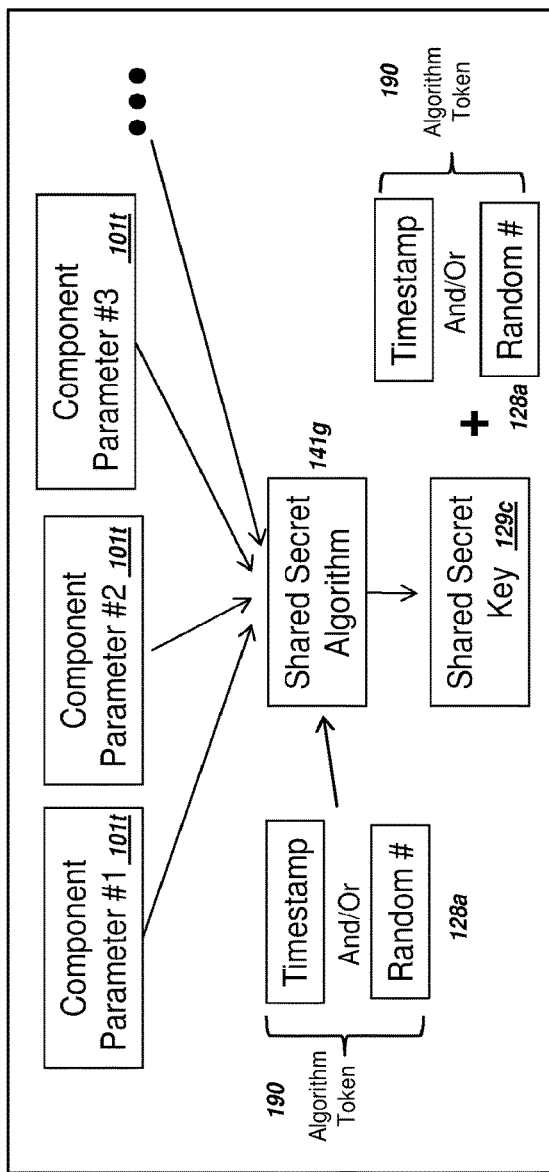 Component
Parameter #1 101t
Component
Parameter #2 101t
Component
Parameter #3 101t
190
Algorithm
Token
Timestamp
And/Or
Random #
128a
Shared Secret
Algorithm
141g
Shared Secret
Key 129c
+
Timestamp
And/Or
Random #
128a
190
Algorithm
Token